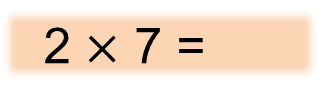 2 × 7 =